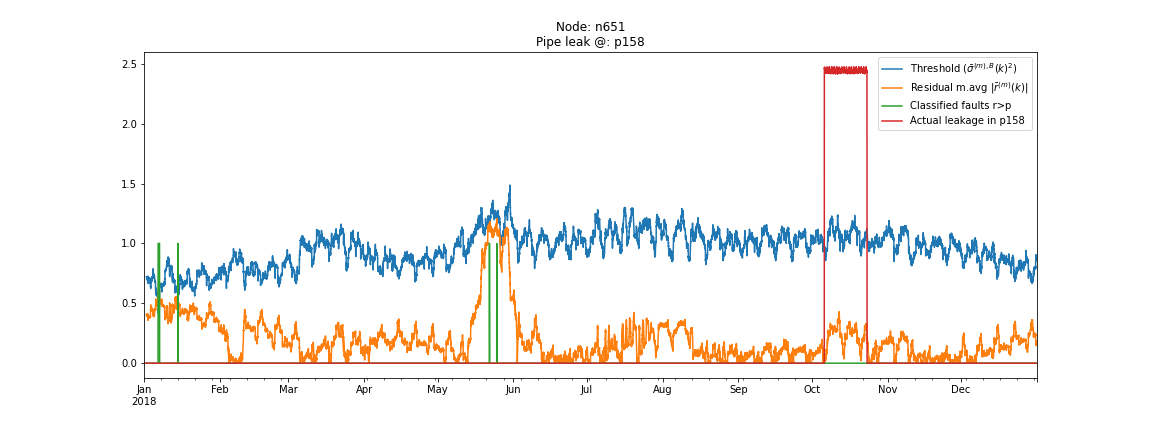 Node: n651
Pipe leak @: p158
2.5
2.0
1.5
1.0
0.5
0.0
Threshold (σ̄⁽ᵐ⁾,ᴮ(k)²)
Residual m.avg |r̄⁽ᵐ⁾(k)|
Classified faults r>p
Actual leakage in p158
Jan Feb Mar Apr May Jun Jul Aug Sep Oct Nov Dec
2018